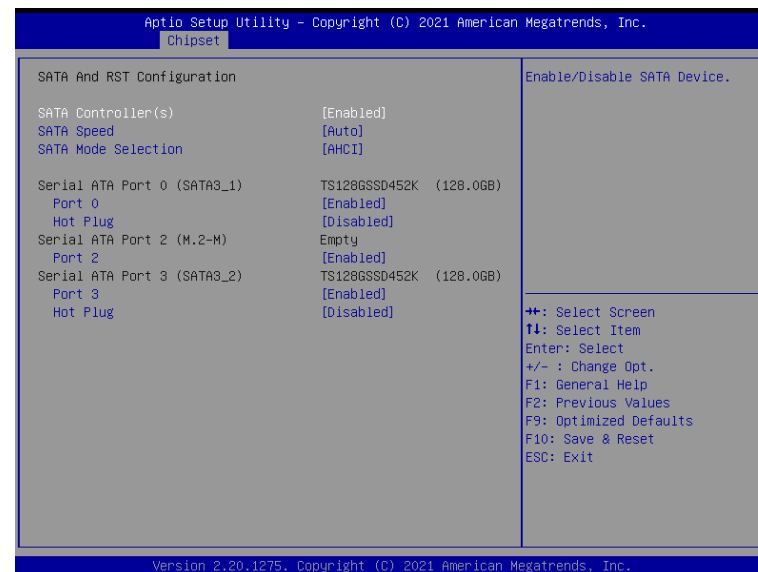 Aptio Setup Utility – Copyright (C) 2021 American Megatrends, Inc.
Chipset
SATA And RST Configuration
SATA Controller(s) [Enabled]
SATA Speed [Auto]
SATA Mode Selection [AHCI]
Serial ATA Port 0 (SATA3_1) TS128GSSD452K (128.0GB)
Port 0 [Enabled]
Hot Plug [Disabled]
Serial ATA Port 2 (M.2-M) Empty
Port 2 [Enabled]
Serial ATA Port 3 (SATA3_2) TS128GSSD452K (128.0GB)
Port 3 [Enabled]
Hot Plug [Disabled]
Enable/Disable SATA Device.
→←: Select Screen
↑↓: Select Item
Enter: Select
+/- : Change Opt.
F1: General Help
F2: Previous Values
F9: Optimized Defaults
F10: Save & Reset
ESC: Exit
Version 2.20.1275. Copyright (C) 2021 American Megatrends, Inc.